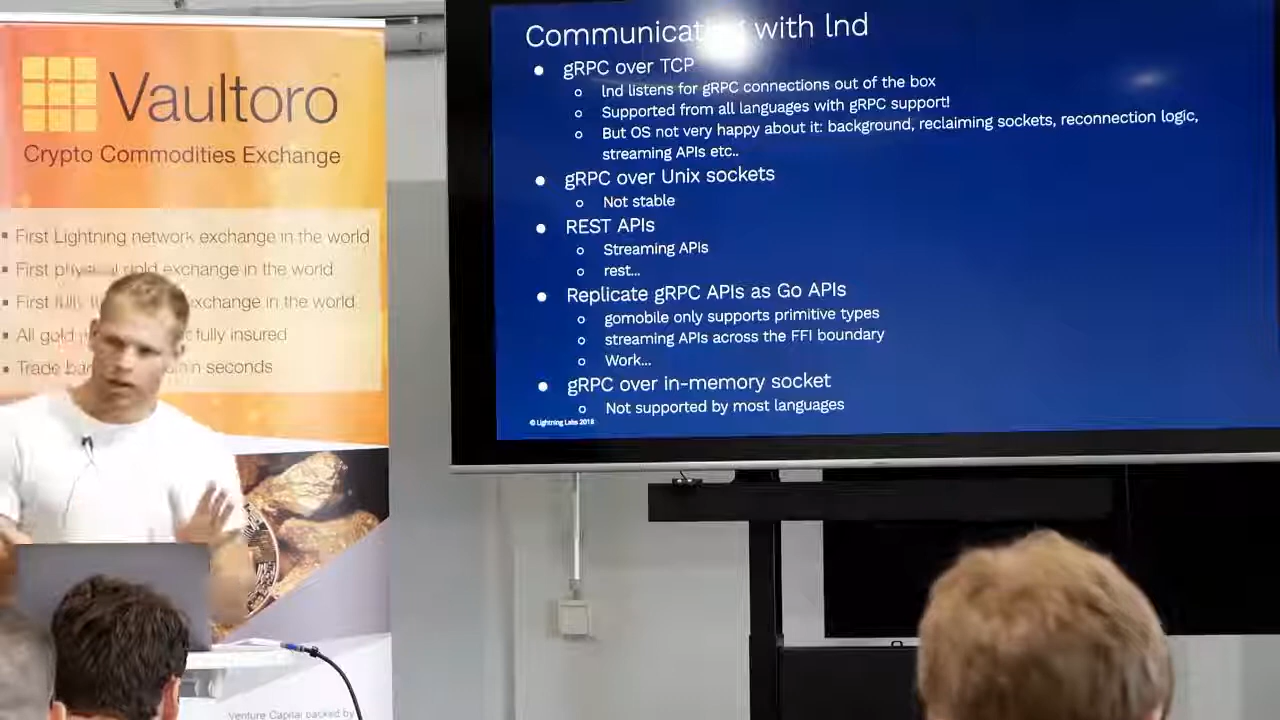 Vaultoro
Crypto Commodities Exchange
▪ First Lightning network exchange in the world
▪ First gold exchange in the world
▪ First exchange in the world
▪ All gold fully insured
▪ Trade in seconds
Venture Capital backed by
Communicat with lnd
● gRPC over TCP
○ lnd listens for gRPC connections out of the box
○ Supported from all languages with gRPC support!
○ But OS not very happy about it: background, reclaiming sockets, reconnection logic,
streaming APIs etc..
● gRPC over Unix sockets
○ Not stable
● REST APIs
○ Streaming APIs
○ rest...
● Replicate gRPC APIs as Go APIs
○ gomobile only supports primitive types
○ streaming APIs across the FFI boundary
○ Work...
● gRPC over in-memory socket
○ Not supported by most languages
© Lightning Labs 2018